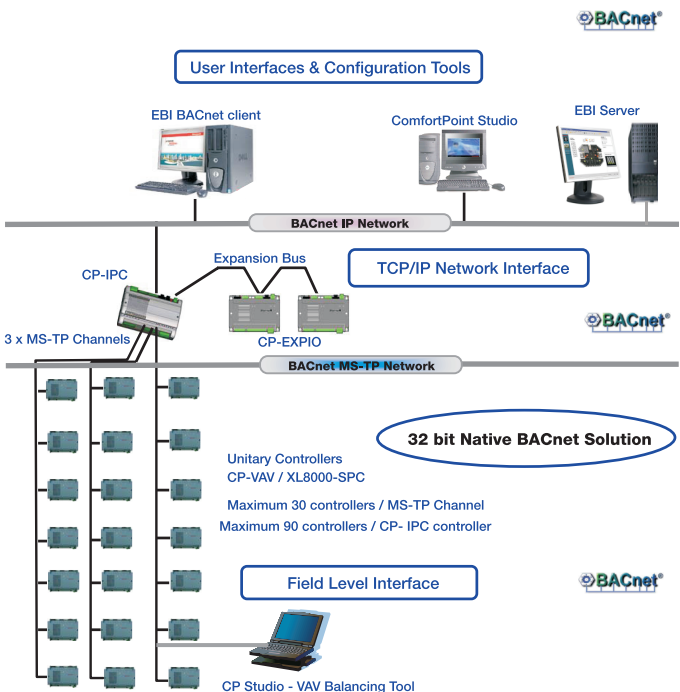 BACnet®
User Interfaces & Configuration Tools
EBI BACnet client
ComfortPoint Studio
EBI Server
BACnet IP Network
Expansion Bus
TCP/IP Network Interface
CP-IPC
BACnet®
3 x MS-TP Channels
CP-EXPIO
BACnet MS-TP Network
32 bit Native BACnet Solution
Unitary Controllers
CP-VAV / XL8000-SPC
Maximum 30 controllers / MS-TP Channel
Maximum 90 controllers / CP- IPC controller
Field Level Interface
BACnet®
CP Studio - VAV Balancing Tool